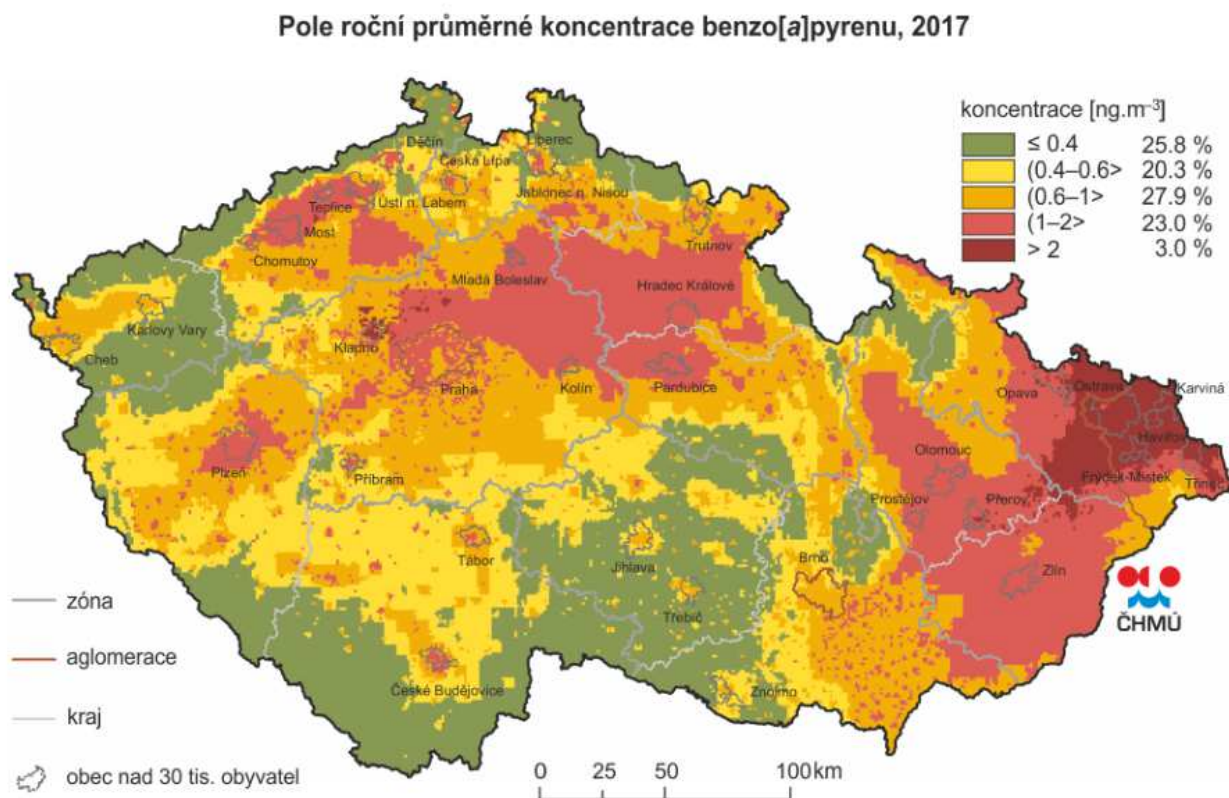 Pole roční průměrné koncentrace benzo[a]pyrenu, 2017
koncentrace [ng.m⁻³]
≤ 0.4 25.8 %
(0.4–0.6> 20.3 %
(0.6–1> 27.9 %
(1–2> 23.0 %
> 2 3.0 %
Děčín
Liberec
Česká Lípa
Jablonec n. Nisou
Teplice
Ústí n. Labem
Most
Chomutov
Trutnov
Mladá Boleslav
Hradec Králové
Karlovy Vary
Cheb
Kladno
Praha
Kolín
Pardubice
Opava
Ostrava
Karviná
Havířov
Frýdek-Místek
Třinec
Olomouc
Plzeň
Příbram
Prostějov
Přerov
Tábor
Jihlava
Brno
Zlín
Třebíč
České Budějovice
Znojmo
ČHMÚ
zóna
aglomerace
kraj
obec nad 30 tis. obyvatel
0 25 50 100 km